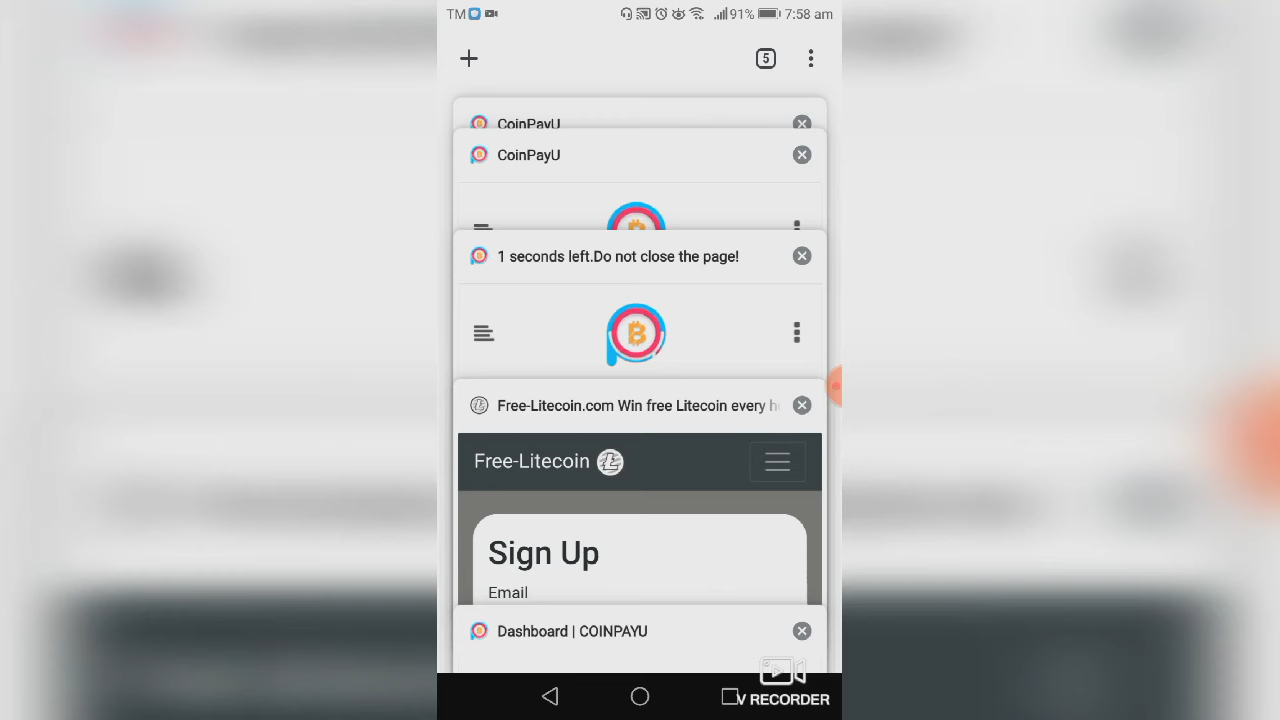 TM 91% 7:58 am
5
CoinPayU
CoinPayU
1 seconds left.Do not close the page!
Free-Litecoin.com Win free Litecoin every h
Free-Litecoin
Sign Up
Email
Dashboard | COINPAYU
V RECORDER